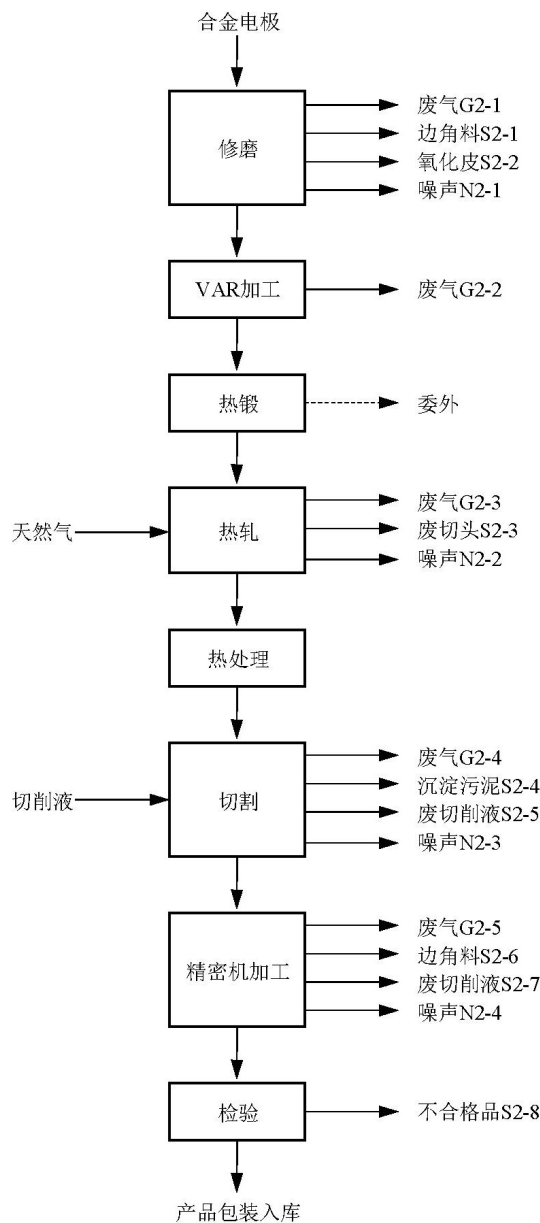 合金电极
修磨
废气G2-1
边角料S2-1
氧化皮S2-2
噪声N2-1
VAR加工
废气G2-2
热锻
委外
天然气
热轧
废气G2-3
废切头S2-3
噪声N2-2
热处理
切削液
切割
废气G2-4
沉淀污泥S2-4
废切削液S2-5
噪声N2-3
精密机加工
废气G2-5
边角料S2-6
废切削液S2-7
噪声N2-4
检验
不合格品S2-8
产品包装入库